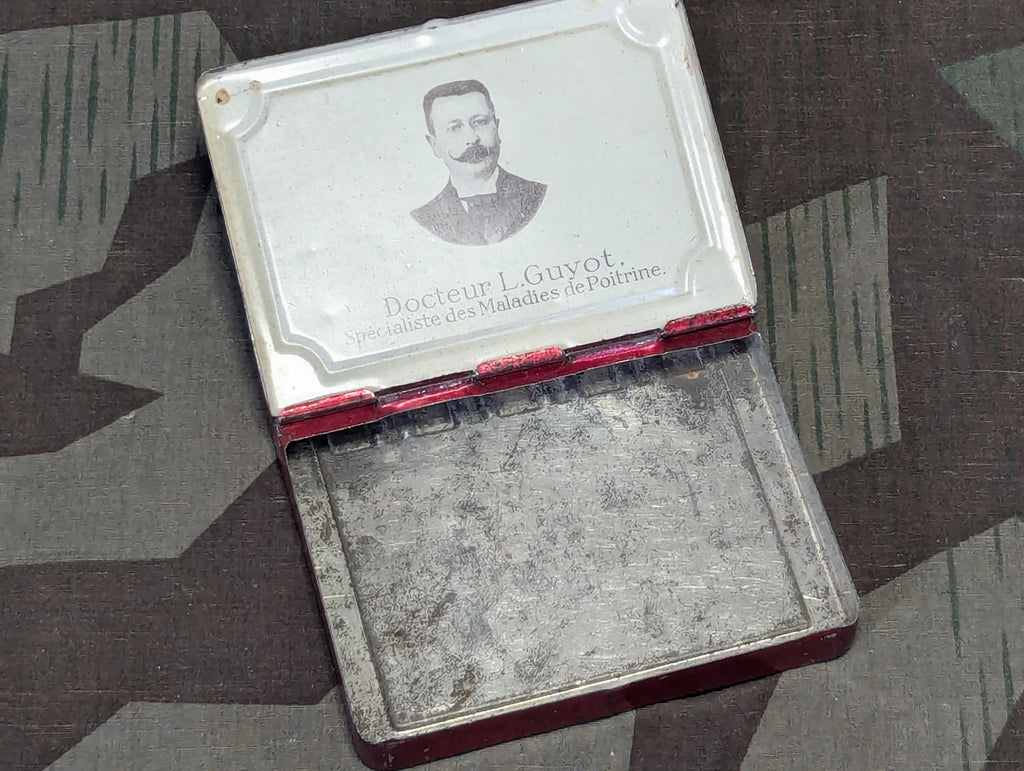 Docteur L.Guyot.
Spécialiste des Maladies de Poitrine.